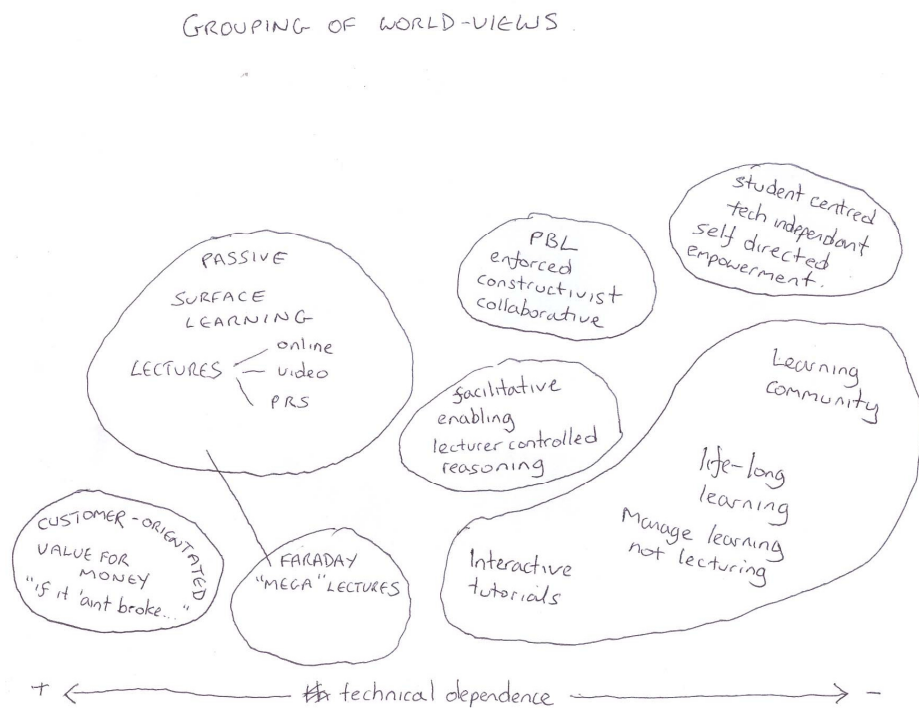 GROUPING OF WORLD-VIEWS
student centred
tech independant
self directed
empowerment.
PBL
enforced
constructivist
collaborative
PASSIVE
SURFACE
LEARNING
LECTURES
online
video
PRS
facilitative
enabling
lecturer controlled
reasoning
Learning
community
life-long
learning
Manage learning
not lecturing
Interactive
tutorials
CUSTOMER-ORIENTATED
VALUE FOR
MONEY
"if it 'aint broke..."
FARADAY
"MEGA" LECTURES
+ technical dependence -